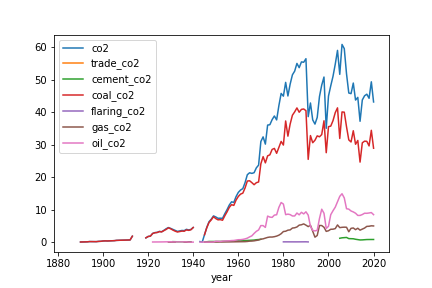 co2
trade_co2
cement_co2
coal_co2
flaring_co2
gas_co2
oil_co2
60
50
40
30
20
10
0
1880 1900 1920 1940 1960 1980 2000 2020
year